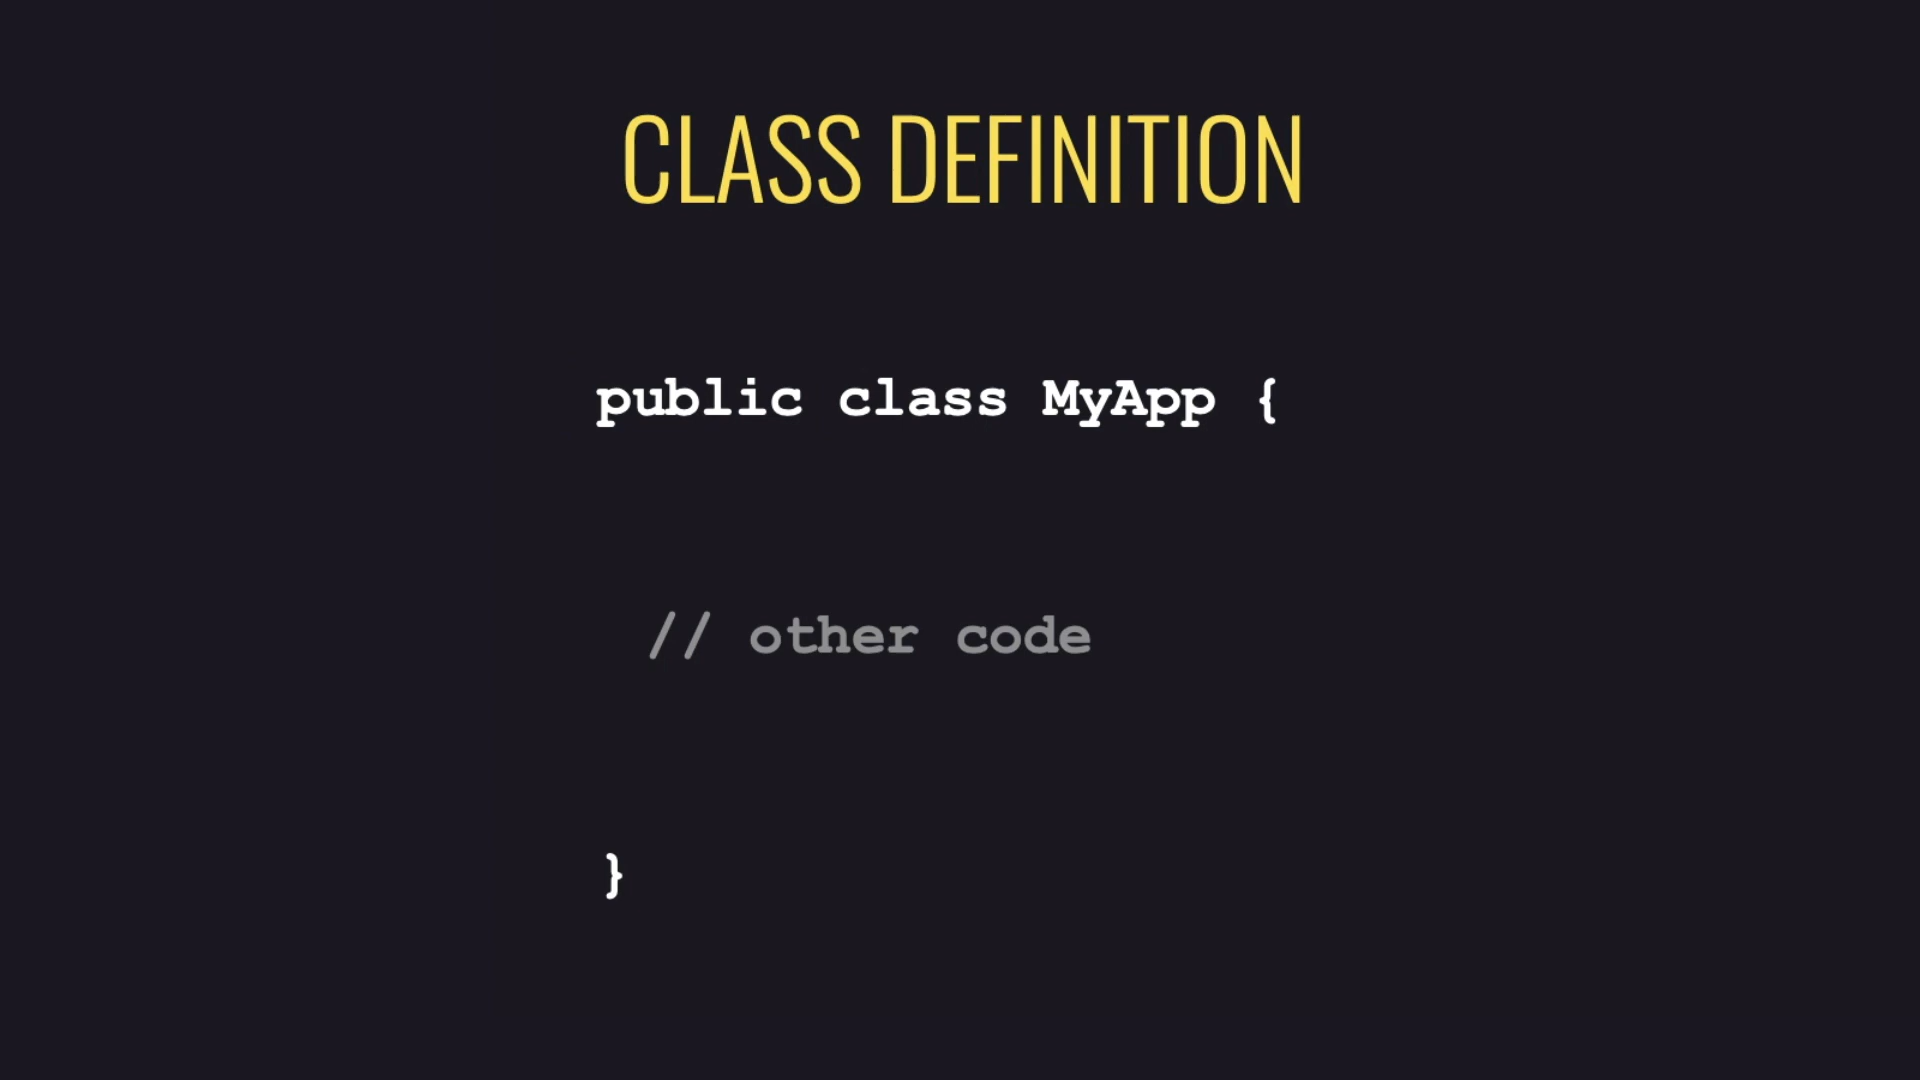 CLASS DEFINITION
public class MyApp {
// other code
}